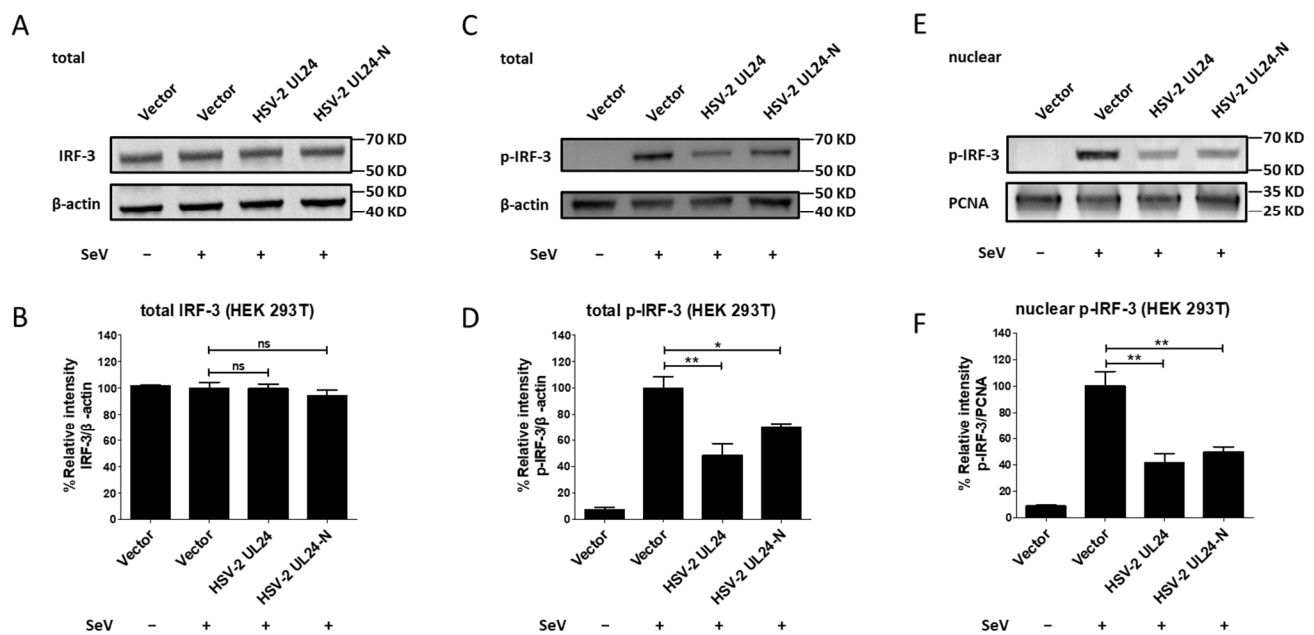 A
total
Vector
Vector
HSV-2 UL24
HSV-2 UL24-N
IRF-3
70 KD
50 KD
β-actin
50 KD
40 KD
SeV – + + +
B
total IRF-3 (HEK 293T)
% Relative intensity
IRF-3/β -actin
140
120
100
80
60
40
20
0
ns
ns
Vector
Vector
HSV-2 UL24
HSV-2 UL24-N
SeV – + + +
C
total
Vector
Vector
HSV-2 UL24
HSV-2 UL24-N
p-IRF-3
70 KD
50 KD
β-actin
50 KD
40 KD
SeV – + + +
D
total p-IRF-3 (HEK 293T)
% Relative intensity
p-IRF-3/β -actin
140
120
100
80
60
40
20
0
*
**
Vector
Vector
HSV-2 UL24
HSV-2 UL24-N
SeV – + + +
E
nuclear
Vector
Vector
HSV-2 UL24
HSV-2 UL24-N
p-IRF-3
70 KD
50 KD
PCNA
35 KD
25 KD
SeV – + + +
F
nuclear p-IRF-3 (HEK 293T)
% Relative intensity
p-IRF-3/PCNA
140
120
100
80
60
40
20
0
**
**
Vector
Vector
HSV-2 UL24
HSV-2 UL24-N
SeV – + + +